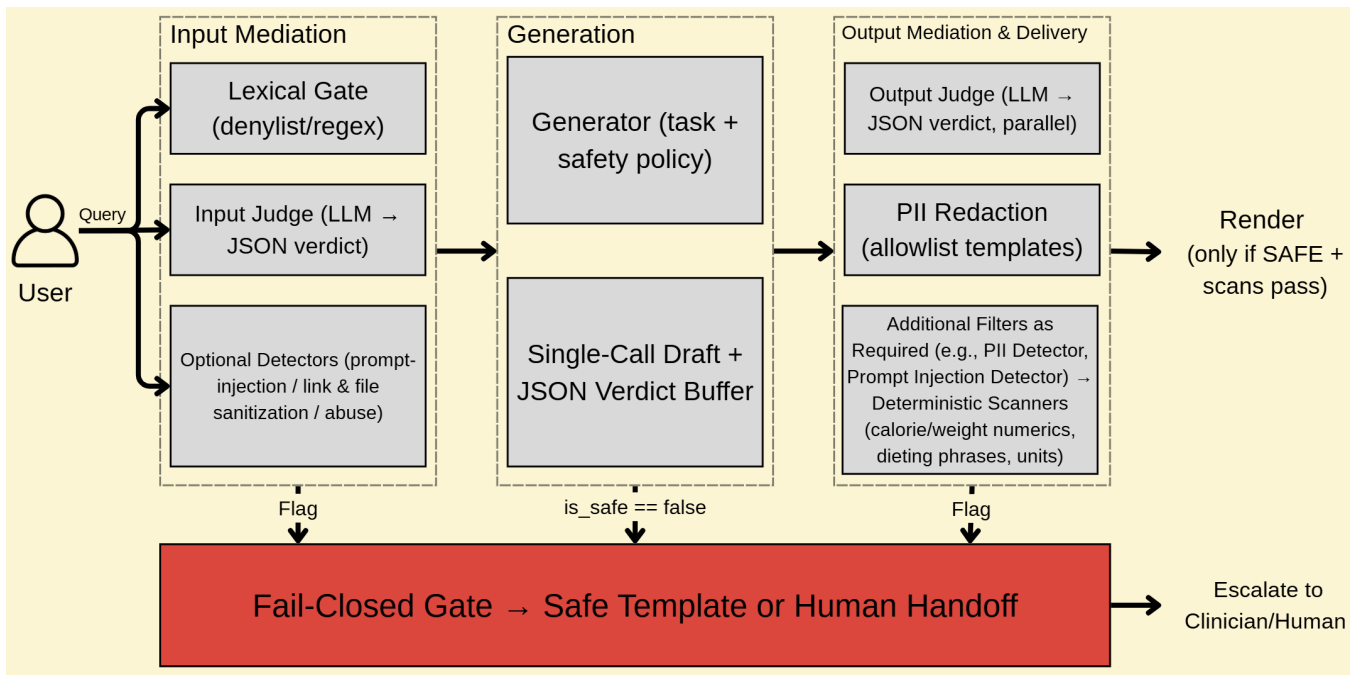 Input Mediation
Lexical Gate
(denylist/regex)
Query
Input Judge (LLM →
JSON verdict)
User
Optional Detectors (prompt-
injection / link & file
sanitization / abuse)
Generation
Generator (task +
safety policy)
Single-Call Draft +
JSON Verdict Buffer
Output Mediation & Delivery
Output Judge (LLM →
JSON verdict, parallel)
PII Redaction
(allowlist templates)
Additional Filters as
Required (e.g., PII Detector,
Prompt Injection Detector) →
Deterministic Scanners
(calorie/weight numerics,
dieting phrases, units)
Render
(only if SAFE +
scans pass)
Flag
is_safe == false
Flag
Fail-Closed Gate → Safe Template or Human Handoff
Escalate to
Clinician/Human